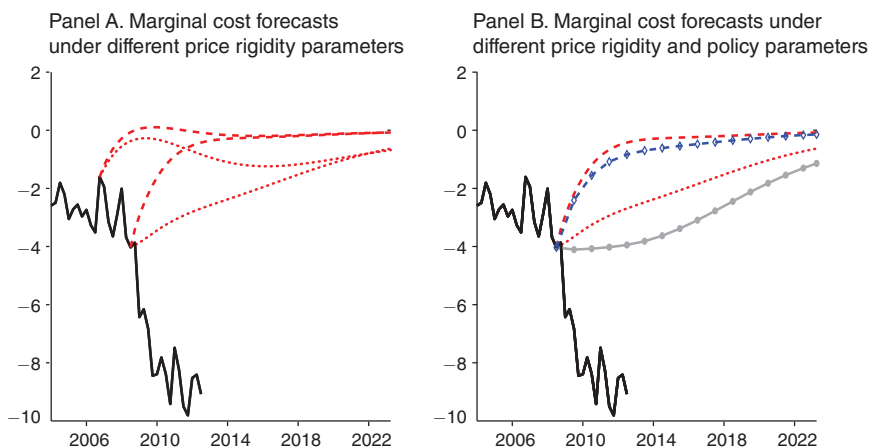 Panel A. Marginal cost forecasts
under different price rigidity parameters
2
0
−2
−4
−6
−8
−10
2006 2010 2014 2018 2022
Panel B. Marginal cost forecasts under
different price rigidity and policy parameters
2
0
−2
−4
−6
−8
−10
2006 2010 2014 2018 2022